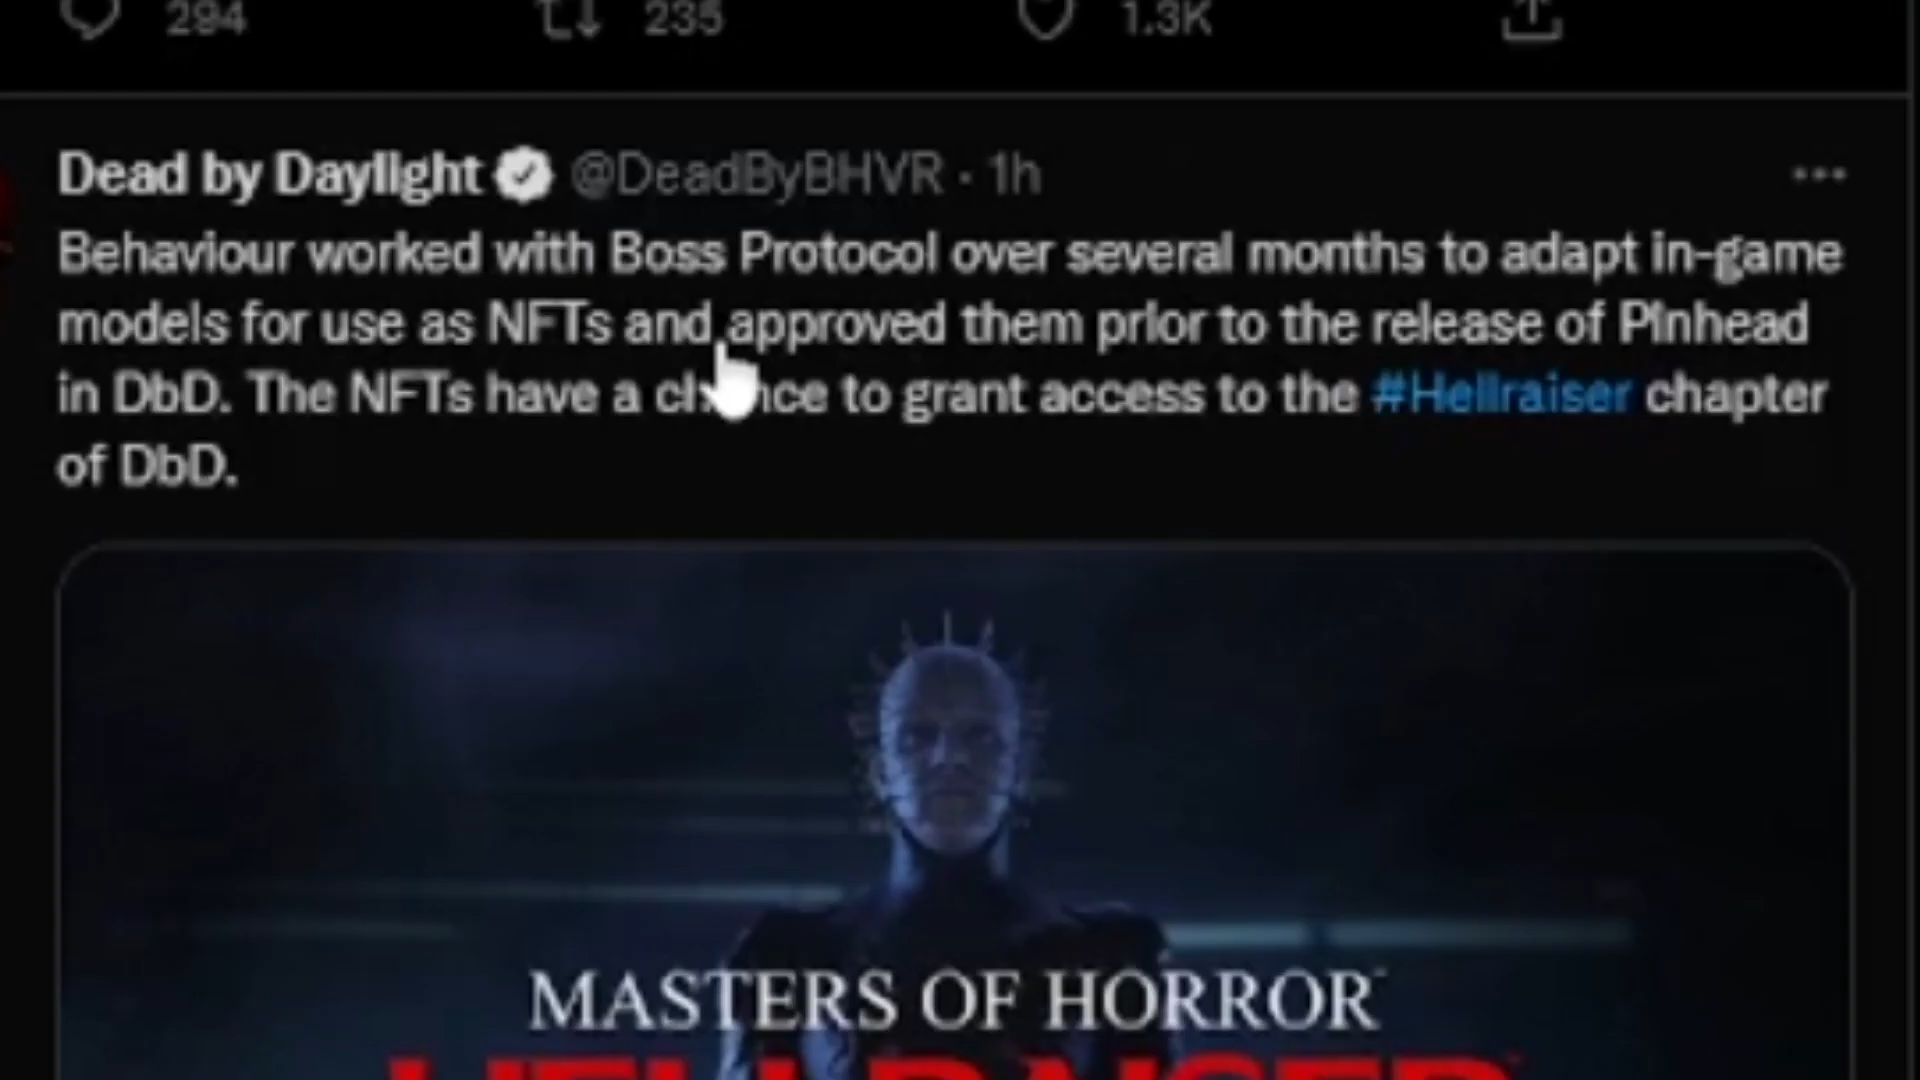 294 235 1.3K
Dead by Daylight @DeadByBHVR · 1h
Behaviour worked with Boss Protocol over several months to adapt in-game
models for use as NFTs and approved them prior to the release of Pinhead
in DbD. The NFTs have a chance to grant access to the #Hellraiser chapter
of DbD.
MASTERS OF HORROR™
HELLRAISER